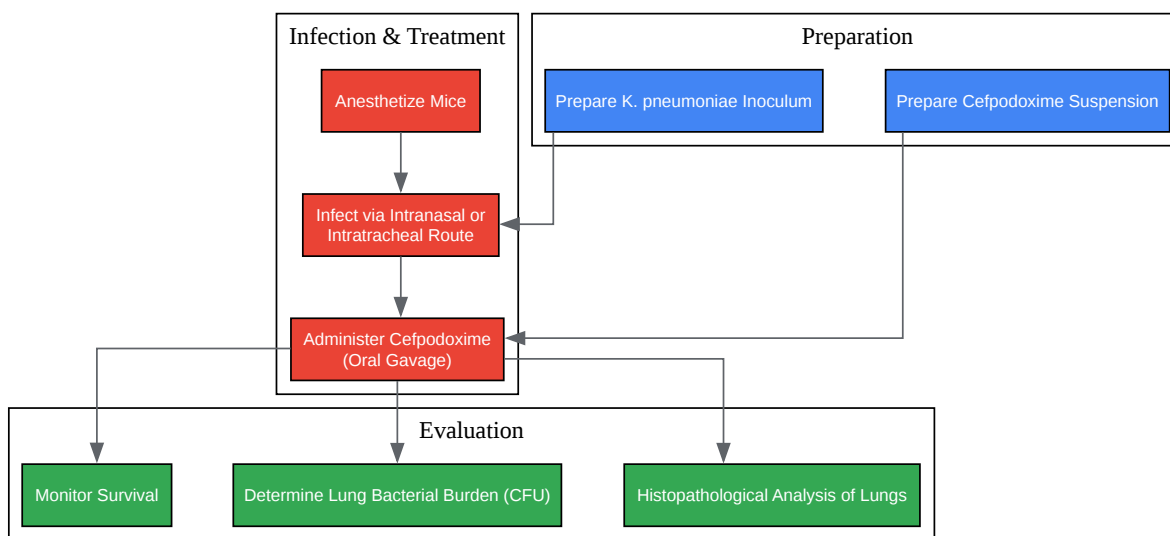 Infection & Treatment
Preparation
Anesthetize Mice
Prepare K. pneumoniae Inoculum
Prepare Cefpodoxime Suspension
Infect via Intranasal or
Intratracheal Route
Administer Cefpodoxime
(Oral Gavage)
Evaluation
Monitor Survival
Determine Lung Bacterial Burden (CFU)
Histopathological Analysis of Lungs